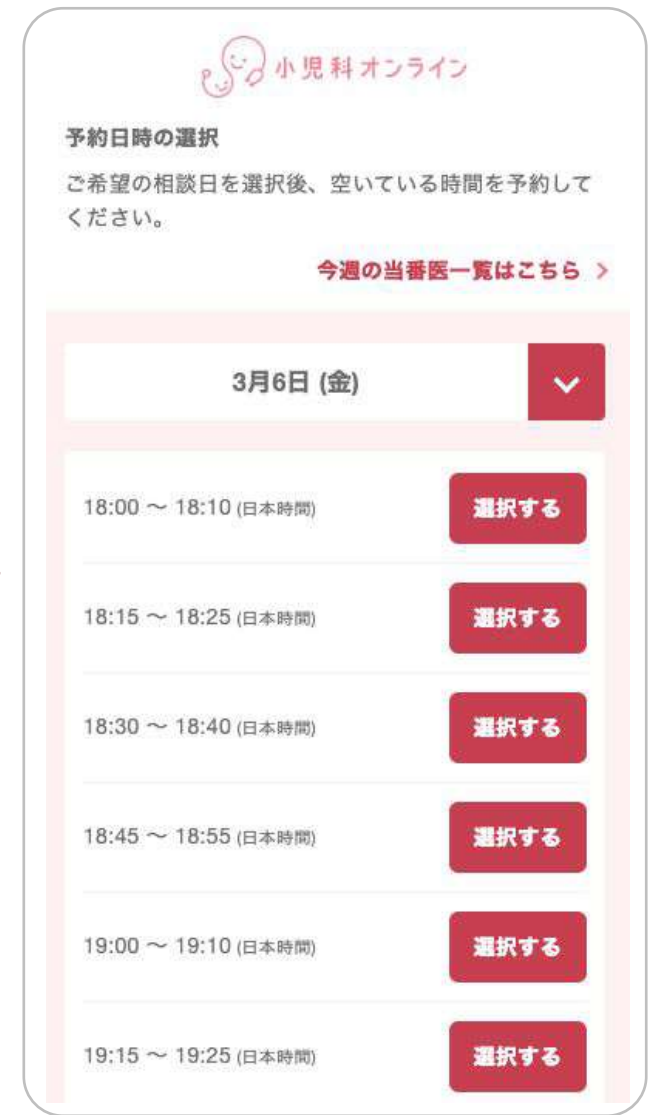 小児科オンライン
予約日時の選択
ご希望の相談日を選択後、空いている時間を予約して
ください。
今週の当番医一覧はこちら >
3月6日 (金)
18:00 〜 18:10 (日本時間) 選択する
18:15 〜 18:25 (日本時間) 選択する
18:30 〜 18:40 (日本時間) 選択する
18:45 〜 18:55 (日本時間) 選択する
19:00 〜 19:10 (日本時間) 選択する
19:15 〜 19:25 (日本時間) 選択する